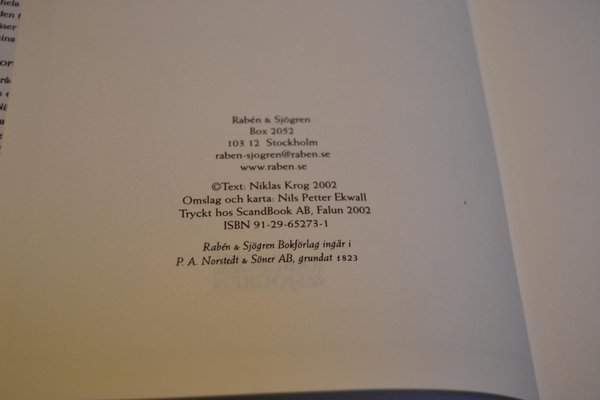 Rabén & Sjögren
Box 2052
103 12 Stockholm
raben-sjogren@raben.se
www.raben.se
©Text: Niklas Krog 2002
Omslag och karta: Nils Petter Ekwall
Tryckt hos ScandBook AB, Falun 2002
ISBN 91-29-65273-1
Rabén & Sjögren Bokförlag ingår i
P. A. Norstedt & Söner AB, grundat 1823